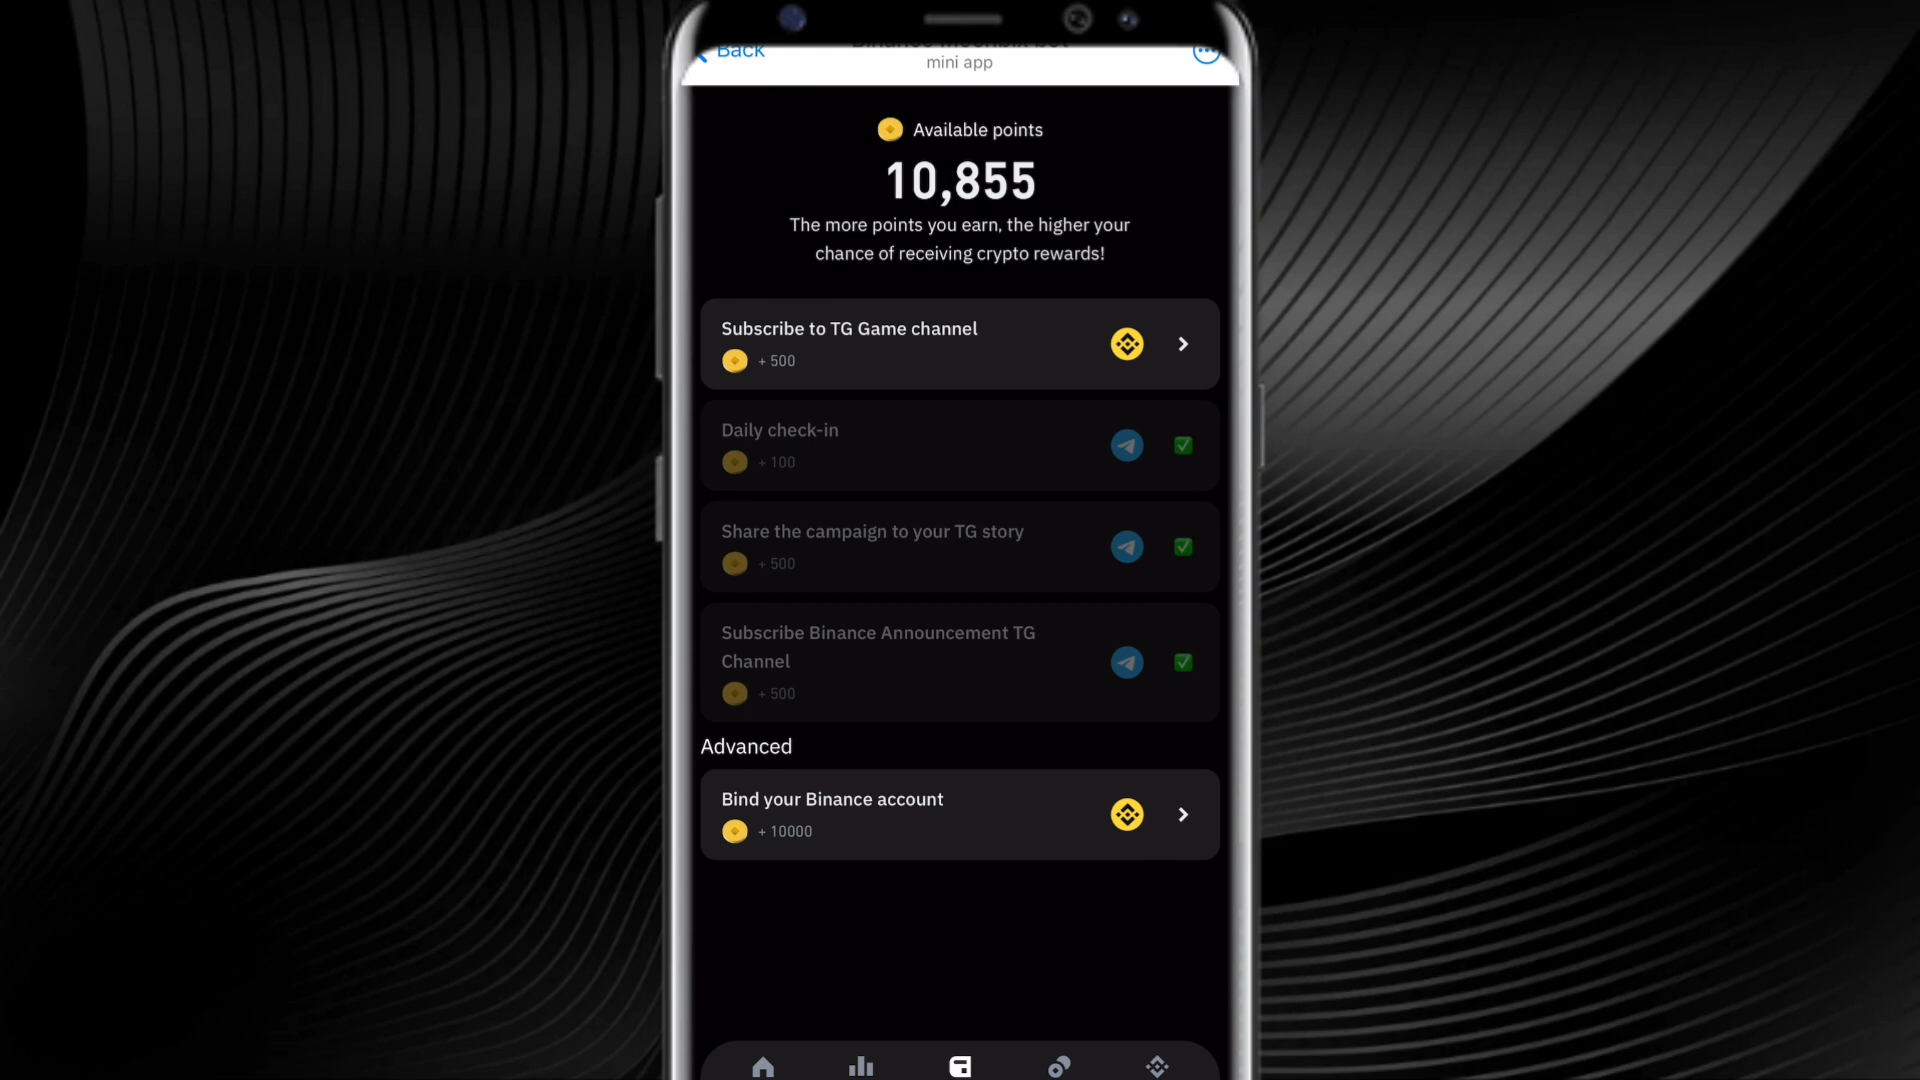 Back
mini app
Available points
10,855
The more points you earn, the higher your
chance of receiving crypto rewards!
Subscribe to TG Game channel
+ 500
Daily check-in
+ 100
Share the campaign to your TG story
+ 500
Subscribe Binance Announcement TG
Channel
+ 500
Advanced
Bind your Binance account
+ 10000